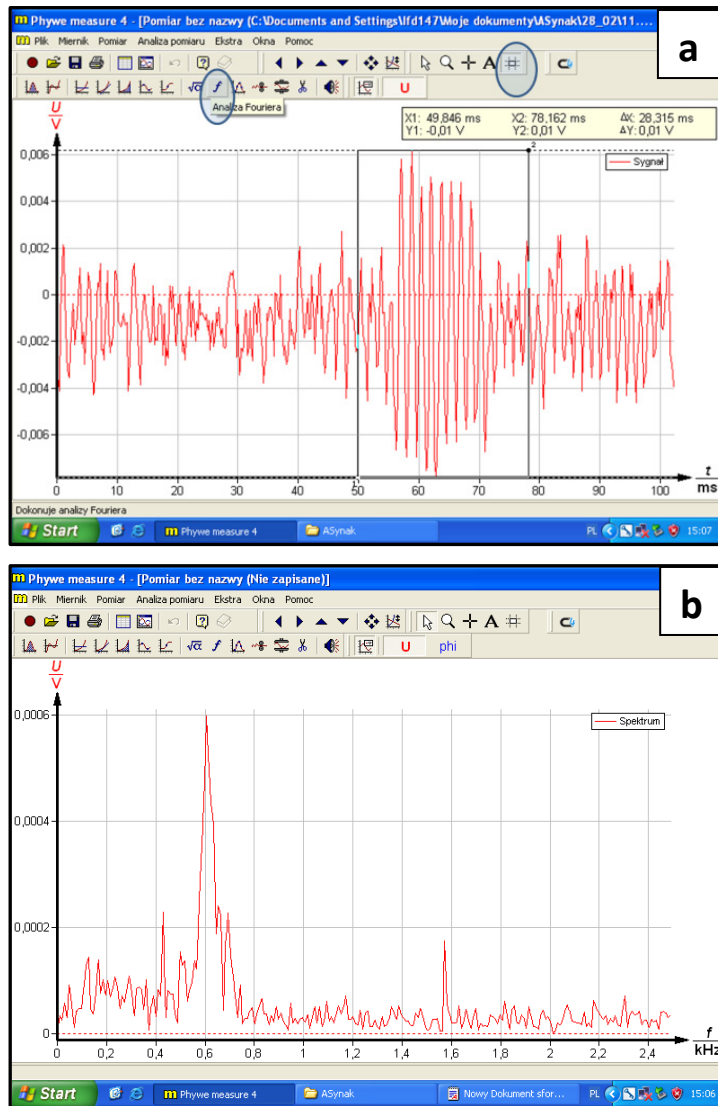 m Phywe measure 4 - [Pomiar bez nazwy (C:\Documents and Settings\lfd147\Moje dokumenty\ASynak\28_02\11....
a
Plik Miernik Pomiar Analiza pomiaru Ekstra Okna Pomoc
A
√α f U
Analiza Fouriera
U
V
X1: 49,846 ms X2: 78,162 ms ΔX: 28,315 ms
Y1: -0,01 V Y2: 0,01 V ΔY: 0,01 V
2
0,006
Sygnał
0,004
0,002
0
-0,002
-0,004
-0,006
0 10 20 30 40 50 60 70 80 90 100
t
ms
Dokonuje analizy Fouriera
Start m Phywe measure 4 ASynak PL 15:07
m Phywe measure 4 - [Pomiar bez nazwy (Nie zapisane)]
b
Plik Miernik Pomiar Analiza pomiaru Ekstra Okna Pomoc
A
√α f U phi
U
V
0,0006
Spektrum
0,0004
0,0002
0
0 0,2 0,4 0,6 0,8 1 1,2 1,4 1,6 1,8 2 2,2 2,4
f
kHz
Start m Phywe measure 4 ASynak Nowy Dokument sfor... PL 15:06